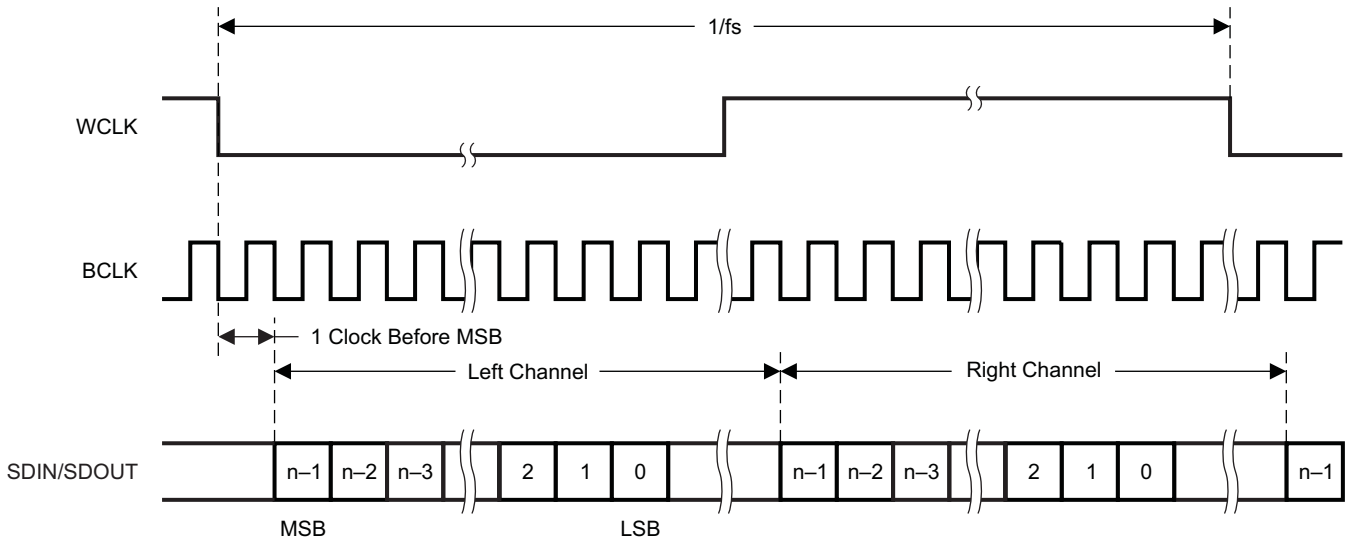 1/fs
WCLK
BCLK
1 Clock Before MSB
Left Channel
Right Channel
SDIN/SDOUT
n–1 n–2 n–3 2 1 0 n–1 n–2 n–3 2 1 0 n–1
MSB LSB